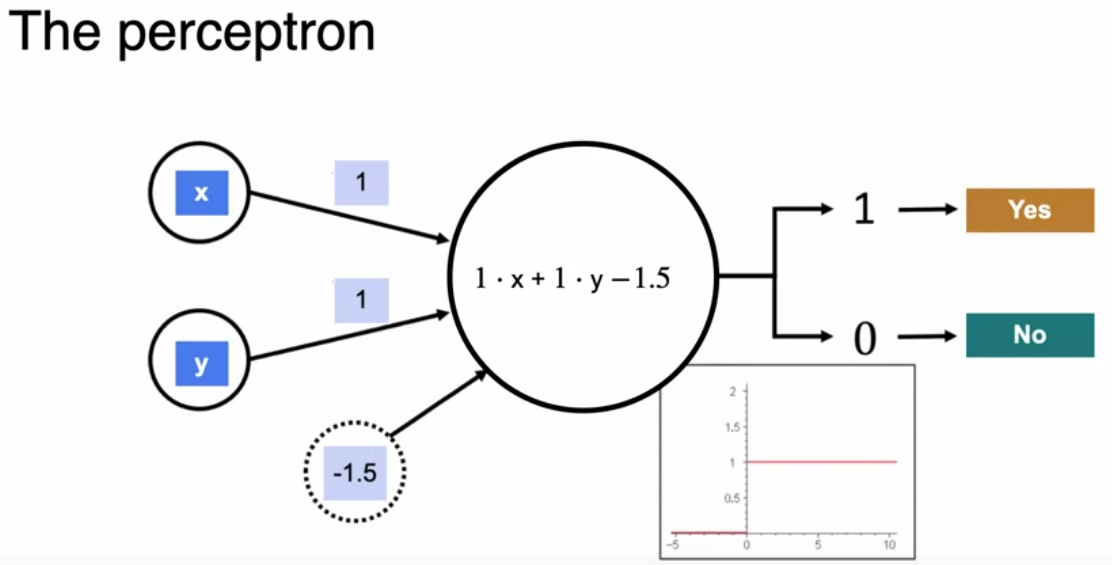 The perceptron
x
1
y
1
-1.5
1 · x + 1 · y – 1.5
1
Yes
0
No
2
1.5
1
0.5
-5
0
5
10